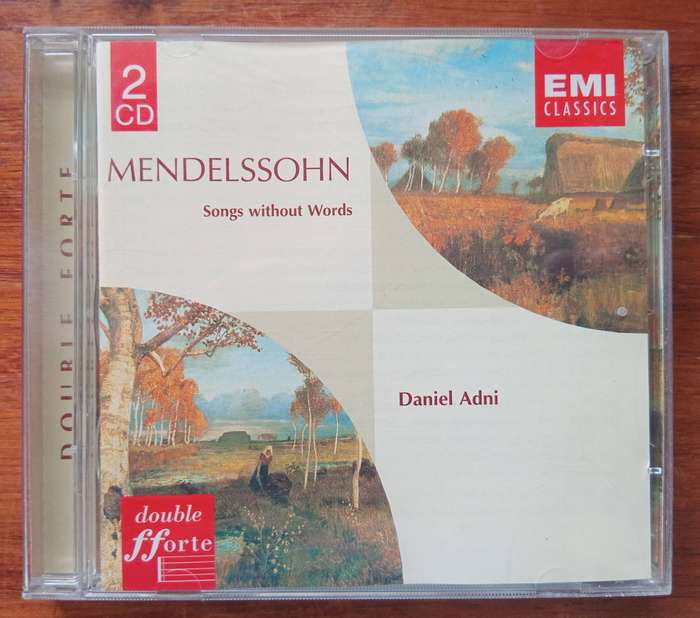 2
CD
EMI
CLASSICS
MENDELSSOHN
Songs without Words
DOUBLE FORTE
Daniel Adni
double
fforte